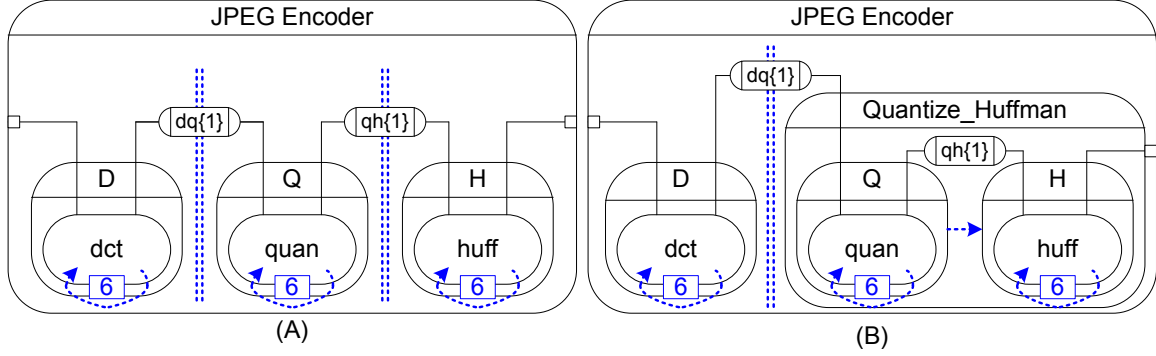 JPEG Encoder
dq{1}
qh{1}
D
Q
H
dct
quan
huff
6
6
6
(A)
JPEG Encoder
dq{1}
Quantize_Huffman
qh{1}
D
Q
H
dct
quan
huff
6
6
6
(B)